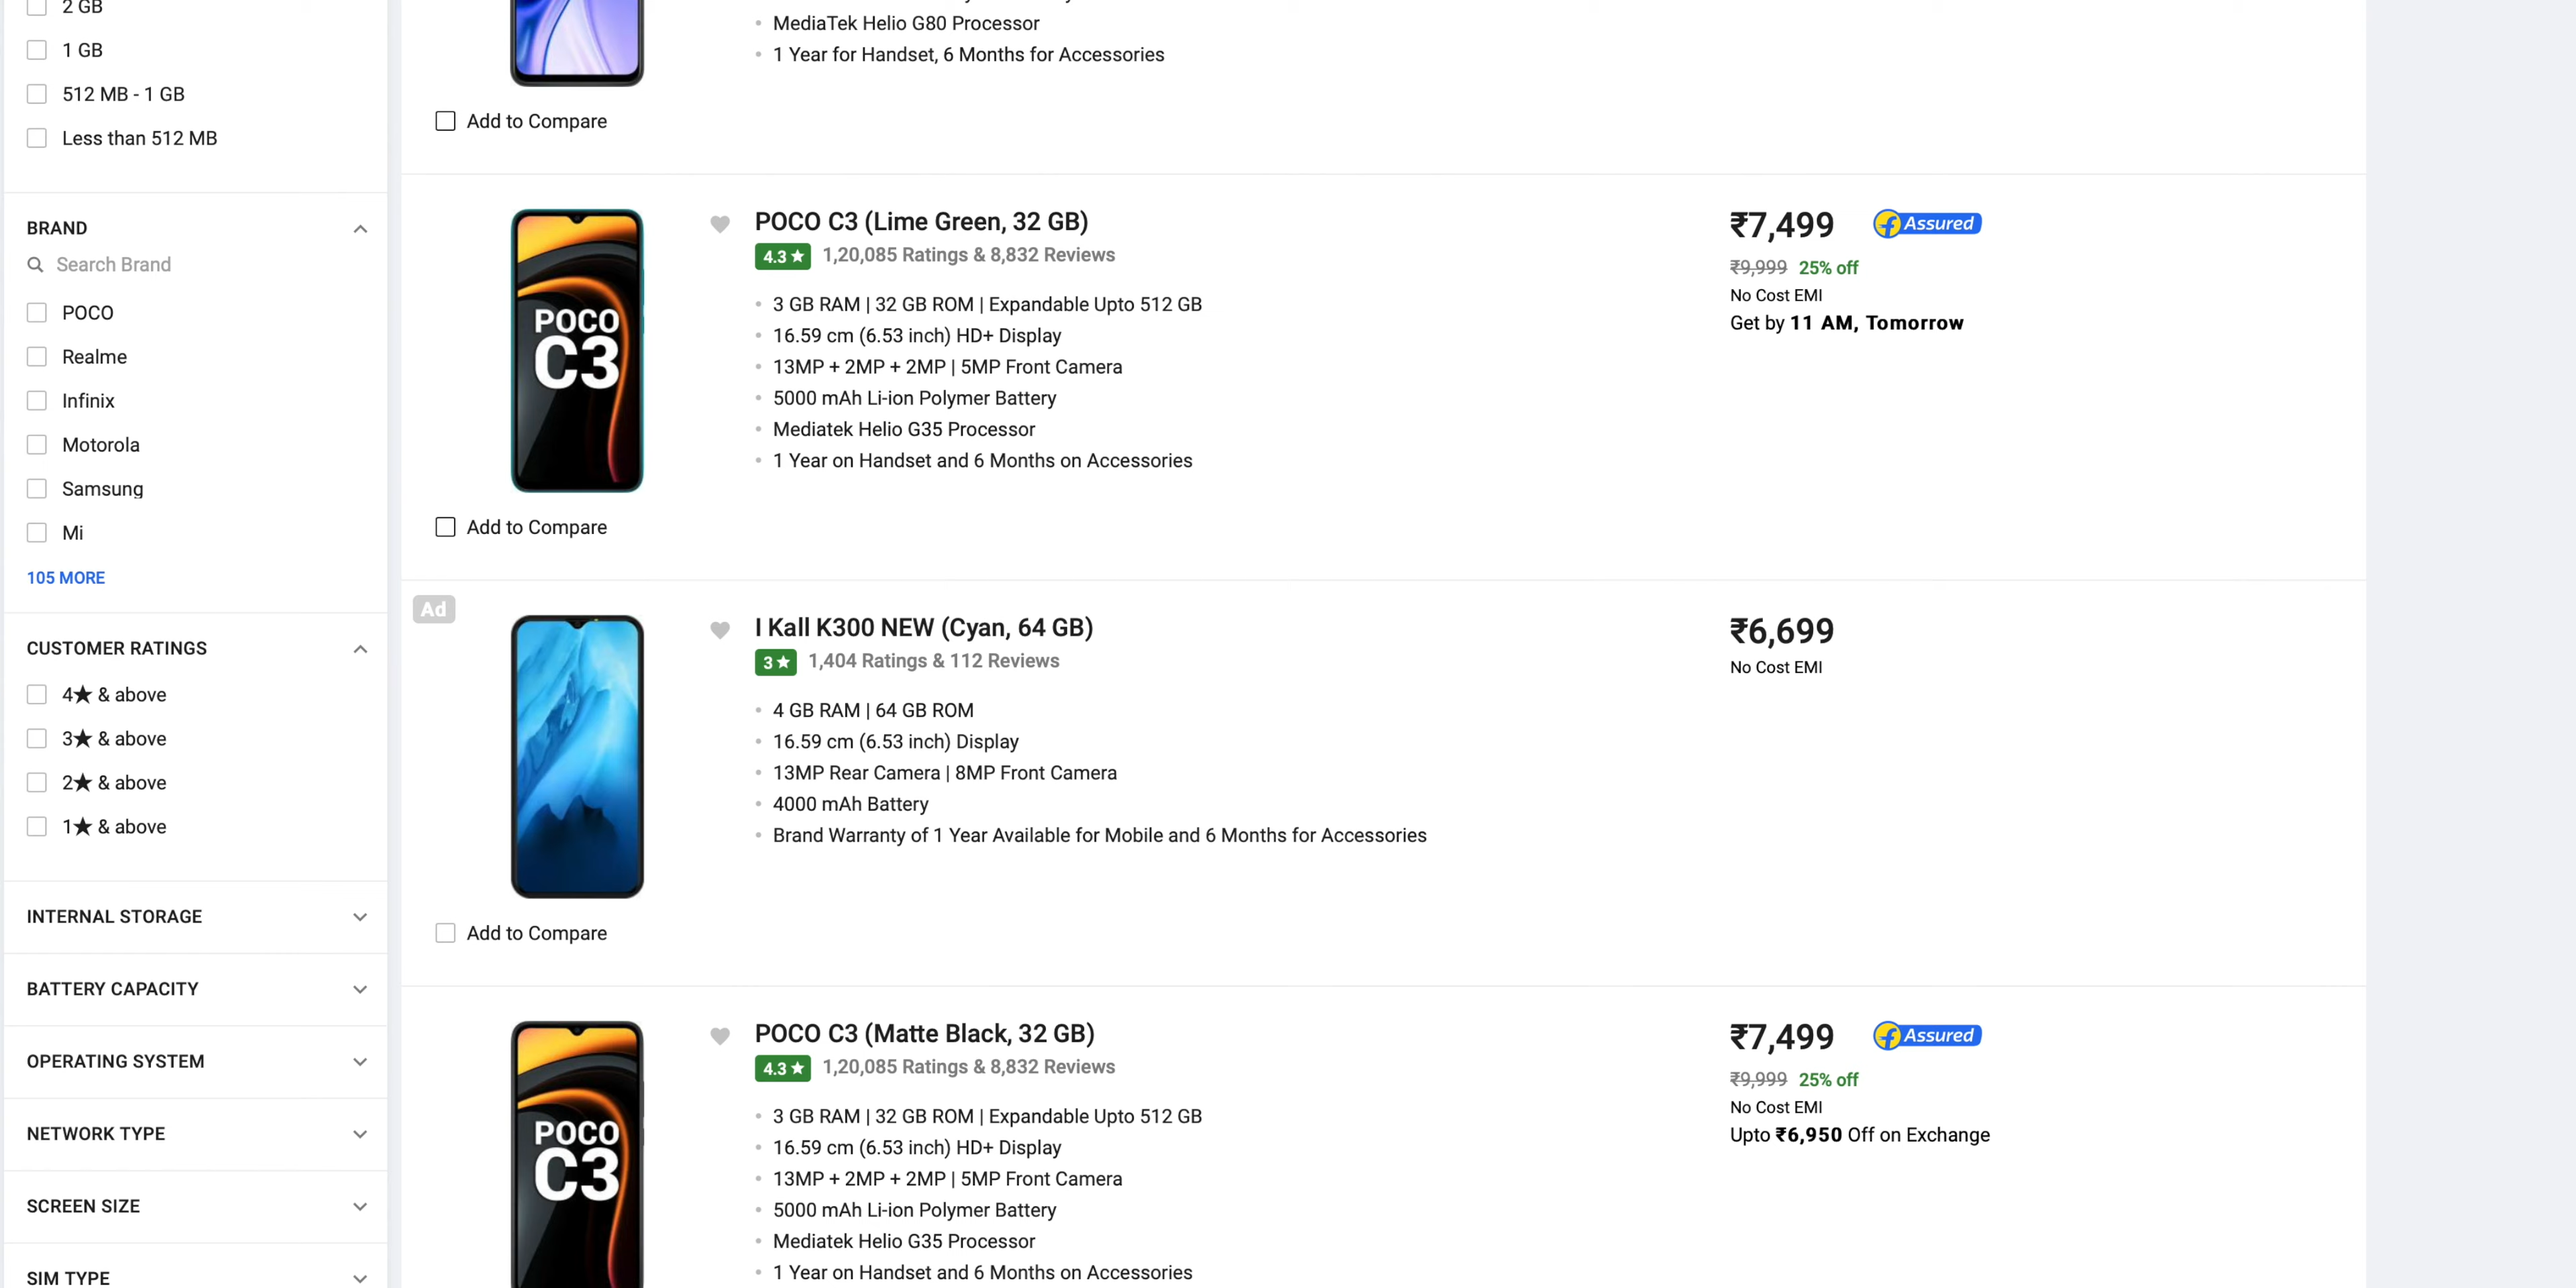 2 GB
1 GB
512 MB - 1 GB
Less than 512 MB
BRAND
Search Brand
POCO
Realme
Infinix
Motorola
Samsung
Mi
105 MORE
CUSTOMER RATINGS
4★ & above
3★ & above
2★ & above
1★ & above
INTERNAL STORAGE
BATTERY CAPACITY
OPERATING SYSTEM
NETWORK TYPE
SCREEN SIZE
SIM TYPE
MediaTek Helio G80 Processor
1 Year for Handset, 6 Months for Accessories
Add to Compare
POCO
C3
Add to Compare
POCO C3 (Lime Green, 32 GB)
4.3★ 1,20,085 Ratings & 8,832 Reviews
3 GB RAM | 32 GB ROM | Expandable Upto 512 GB
16.59 cm (6.53 inch) HD+ Display
13MP + 2MP + 2MP | 5MP Front Camera
5000 mAh Li-ion Polymer Battery
Mediatek Helio G35 Processor
1 Year on Handset and 6 Months on Accessories
₹7,499 Assured
₹9,999 25% off
No Cost EMI
Get by 11 AM, Tomorrow
Ad
Add to Compare
I Kall K300 NEW (Cyan, 64 GB)
3★ 1,404 Ratings & 112 Reviews
4 GB RAM | 64 GB ROM
16.59 cm (6.53 inch) Display
13MP Rear Camera | 8MP Front Camera
4000 mAh Battery
Brand Warranty of 1 Year Available for Mobile and 6 Months for Accessories
₹6,699
No Cost EMI
POCO
C3
POCO C3 (Matte Black, 32 GB)
4.3★ 1,20,085 Ratings & 8,832 Reviews
3 GB RAM | 32 GB ROM | Expandable Upto 512 GB
16.59 cm (6.53 inch) HD+ Display
13MP + 2MP + 2MP | 5MP Front Camera
5000 mAh Li-ion Polymer Battery
Mediatek Helio G35 Processor
1 Year on Handset and 6 Months on Accessories
₹7,499 Assured
₹9,999 25% off
No Cost EMI
Upto ₹6,950 Off on Exchange